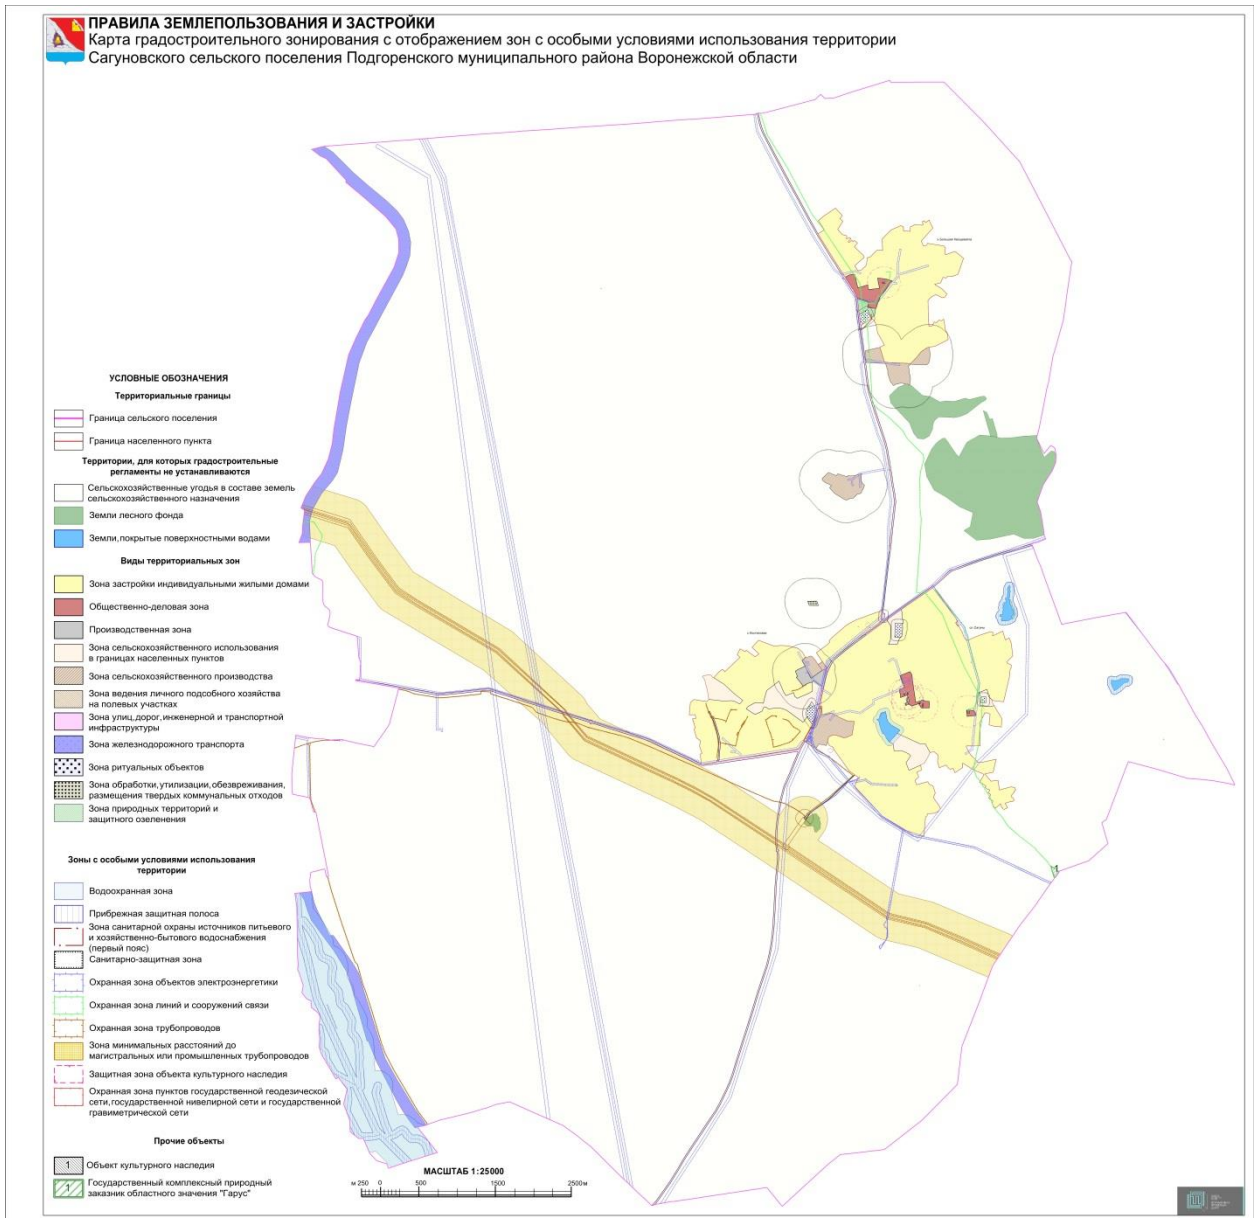 ПРАВИЛА ЗЕМЛЕПОЛЬЗОВАНИЯ И ЗАСТРОЙКИ
Карта градостроительного зонирования с отображением зон с особыми условиями использования территории
Сагуновского сельского поселения Подгоренского муниципального района Воронежской области
УСЛОВНЫЕ ОБОЗНАЧЕНИЯ
Территориальные границы
Граница сельского поселения
Граница населенного пункта
Территории, для которых градостроительные
регламенты не устанавливаются
Сельскохозяйственные угодья в составе земель
сельскохозяйственного назначения
Земли лесного фонда
Земли, покрытые поверхностными водами
Виды территориальных зон
Зона застройки индивидуальными жилыми домами
Общественно-деловая зона
Производственная зона
Зона сельскохозяйственного использования
в границах населенных пунктов
Зона сельскохозяйственного производства
Зона ведения личного подсобного хозяйства
на полевых участках
Зона улиц, дорог, инженерной и транспортной
инфраструктуры
Зона железнодорожного транспорта
Зона ритуальных объектов
Зона обработки, утилизации, обезвреживания,
размещения твердых коммунальных отходов
Зона природных территорий и
защитного озеленения
Зоны с особыми условиями использования
территории
Водоохранная зона
Прибрежная защитная полоса
Зона санитарной охраны источников питьевого
и хозяйственно-бытового водоснабжения
(первый пояс)
Санитарно-защитная зона
Охранная зона объектов электроэнергетики
Охранная зона линий и сооружений связи
Охранная зона трубопроводов
Зона минимальных расстояний до
магистральных или промышленных трубопроводов
Защитная зона объекта культурного наследия
Охранная зона пунктов государственной геодезической
сети, государственной нивелирной сети и государственной
гравиметрической сети
Прочие объекты
1 Объект культурного наследия
1 Государственный комплексный природный
заказник областного значения "Гарус"
МАСШТАБ 1:25000
м 250 0 500 1500 2500м